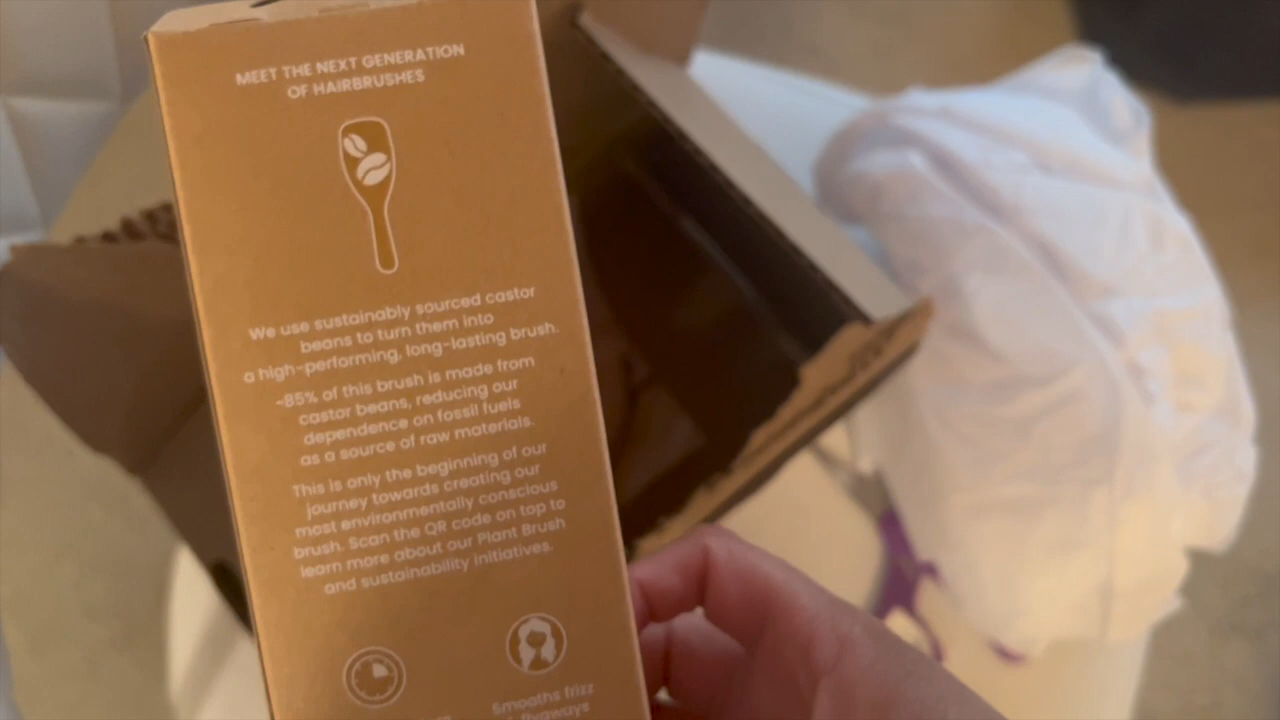 MEET THE NEXT GENERATION
OF HAIRBRUSHES
We use sustainably sourced castor
beans to turn them into
a high-performing, long-lasting brush.
~85% of this brush is made from
castor beans, reducing our
dependence on fossil fuels
as a source of raw materials.
This is only the beginning of our
journey towards creating our
most environmentally conscious
brush. Scan the QR code on top to
learn more about our Plant Brush
and sustainability initiatives.
Smooths frizz
flyaways